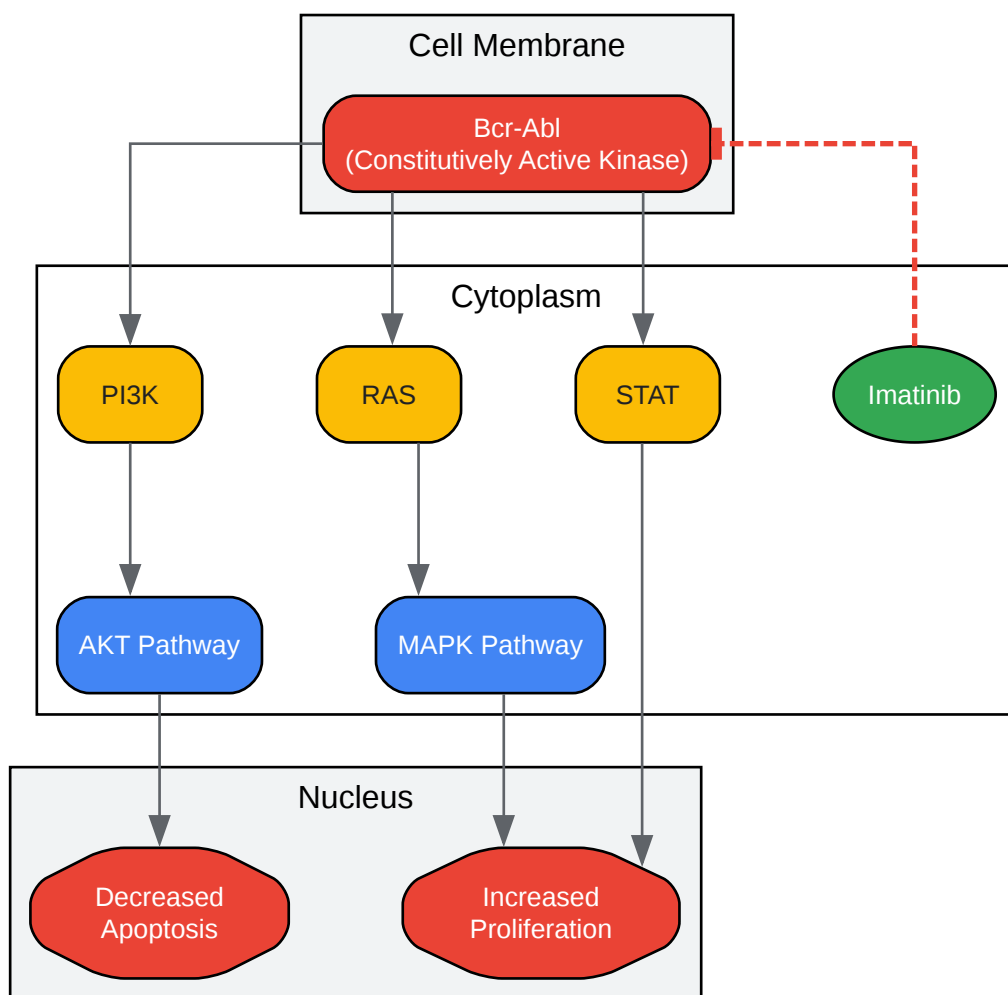 Cell Membrane
Bcr-Abl
(Constitutively Active Kinase)
Cytoplasm
PI3K
RAS
STAT
Imatinib
AKT Pathway
MAPK Pathway
Nucleus
Decreased
Apoptosis
Increased
Proliferation